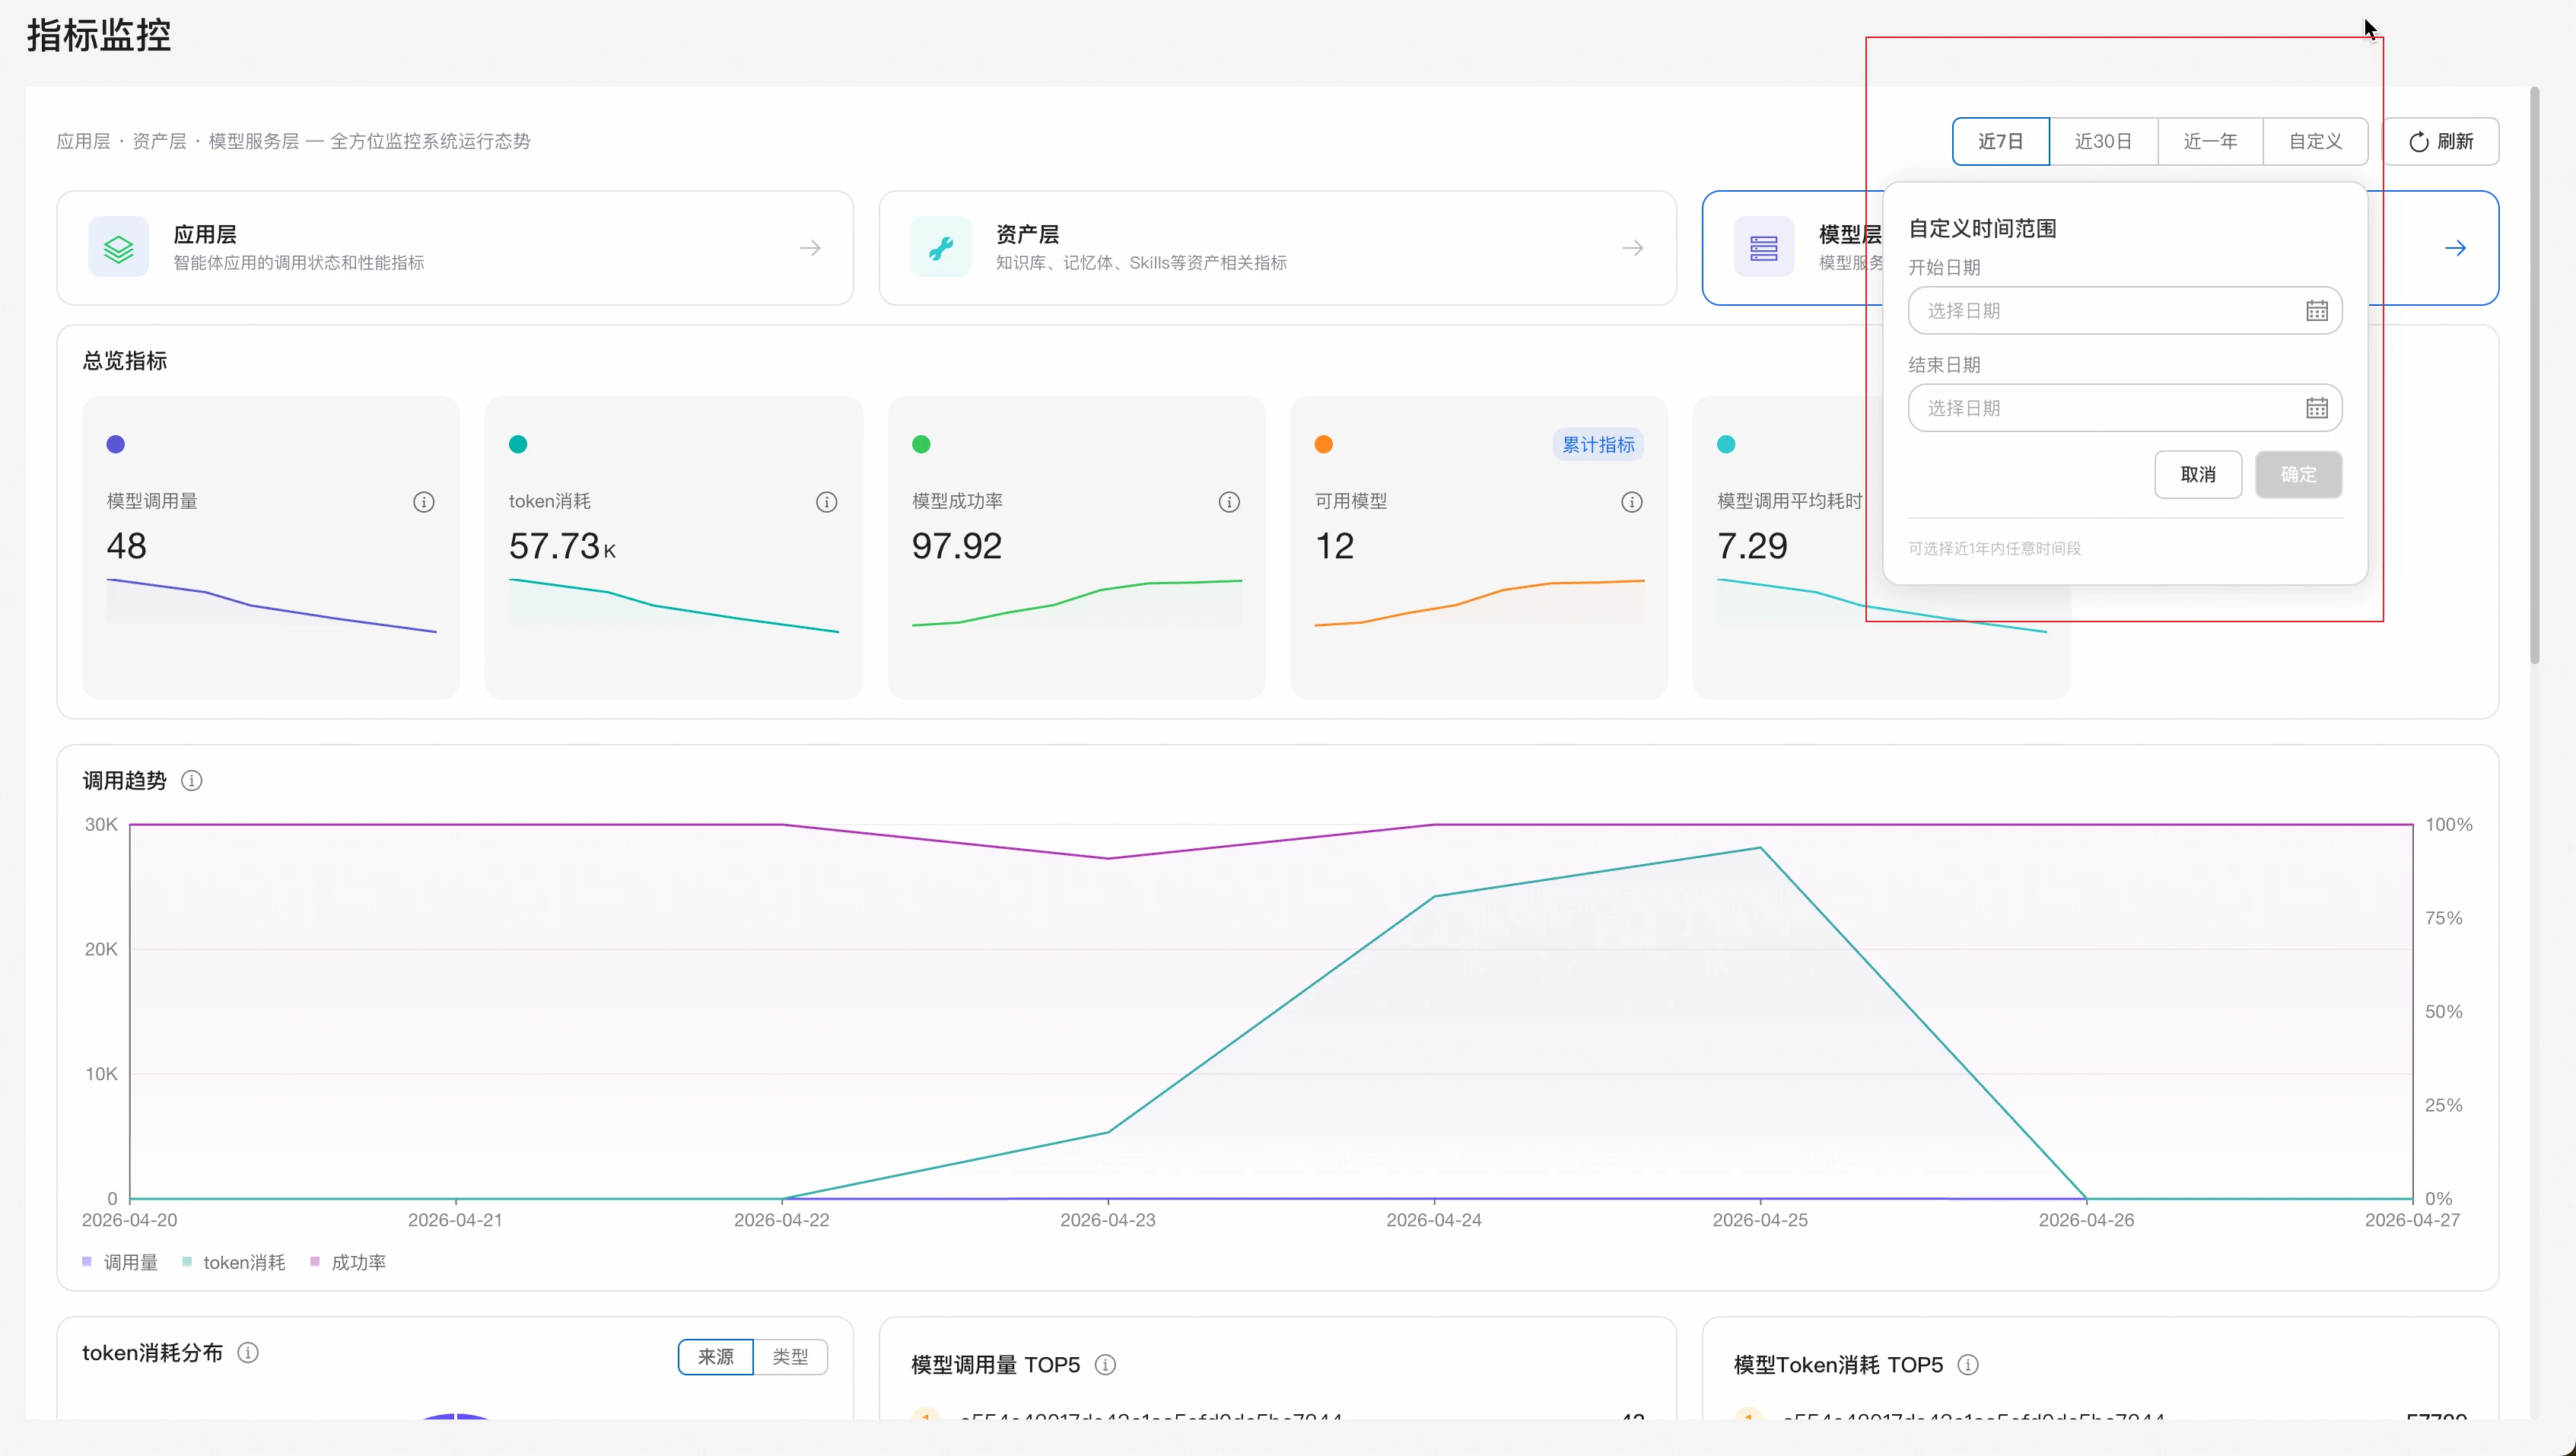 指标监控
应用层 · 资产层 · 模型服务层 — 全方位监控系统运行态势
近7日 近30日 近一年 自定义 刷新
应用层
智能体应用的调用状态和性能指标
资产层
知识库、记忆体、Skills等资产相关指标
模型层
模型服务
自定义时间范围
开始日期
选择日期
结束日期
选择日期
取消 确定
可选择近1年内任意时间段
总览指标
模型调用量
48
token消耗
57.73K
模型成功率
97.92
累计指标
可用模型
12
模型调用平均耗时
7.29
调用趋势
30K 100%
75%
20K
50%
10K
25%
0 0%
2026-04-20 2026-04-21 2026-04-22 2026-04-23 2026-04-24 2026-04-25 2026-04-26 2026-04-27
调用量 token消耗 成功率
token消耗分布 来源 类型
模型调用量 TOP5
模型Token消耗 TOP5